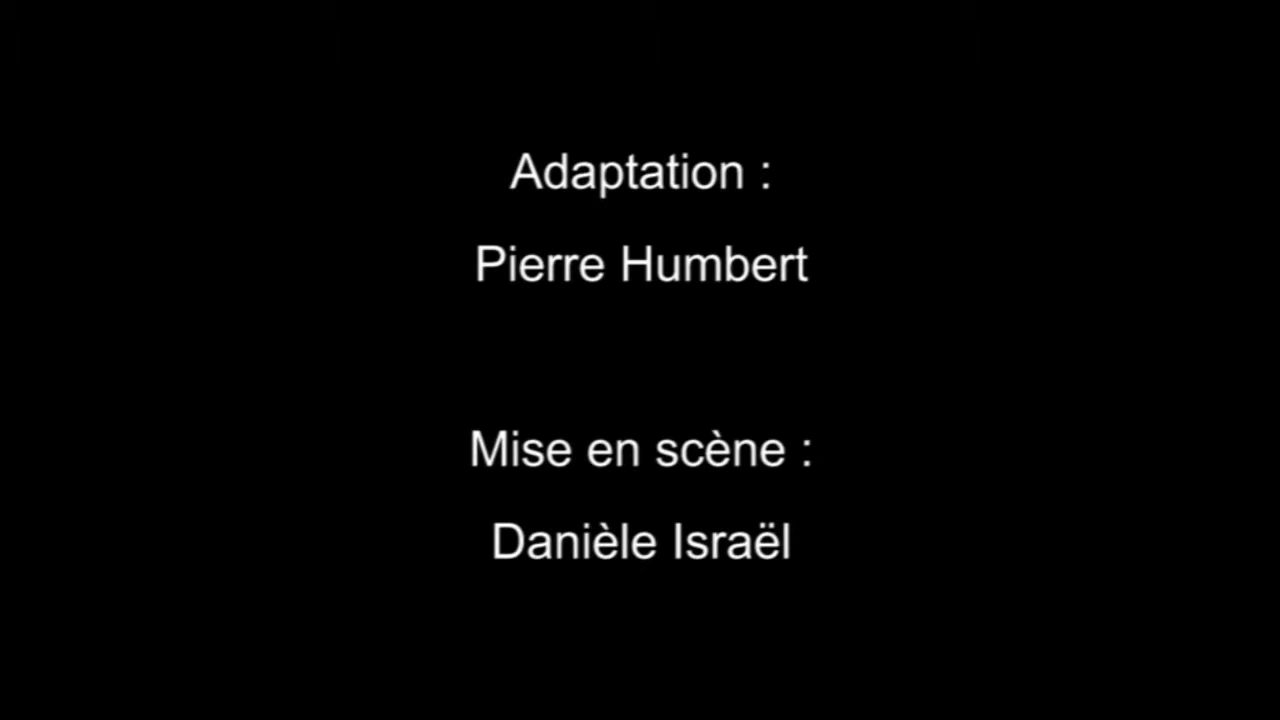 Adaptation :
Pierre Humbert
Mise en scène :
Danièle Israël